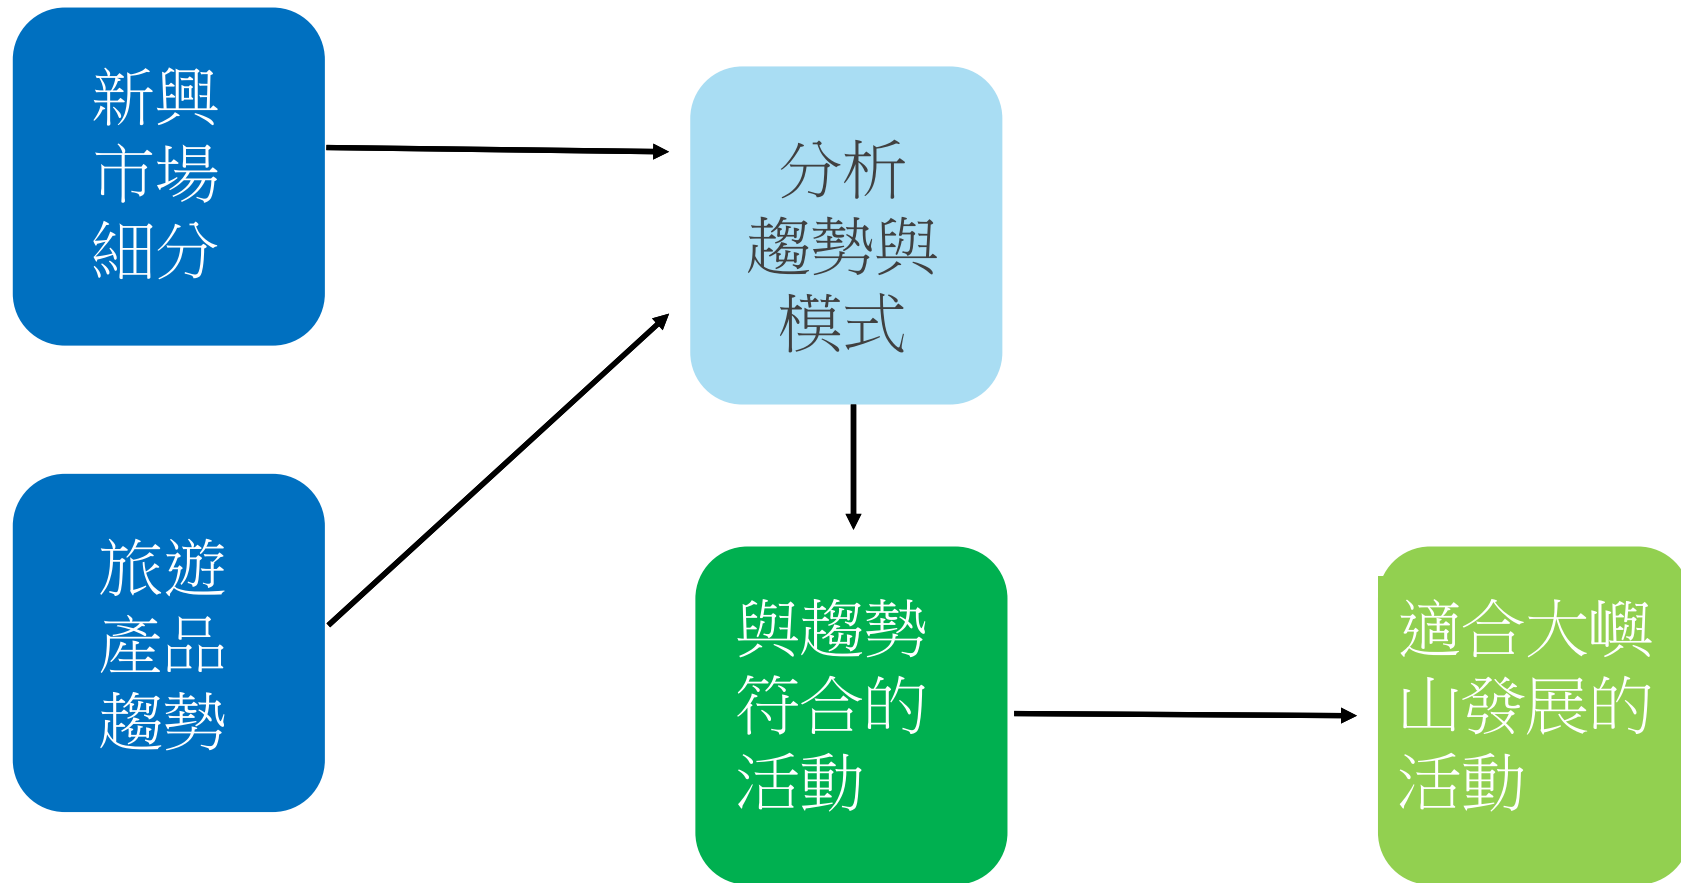 新興
市場
細分
分析
趨勢與
模式
旅遊
產品
趨勢
與趨勢
符合的
活動
適合大嶼
山發展的
活動